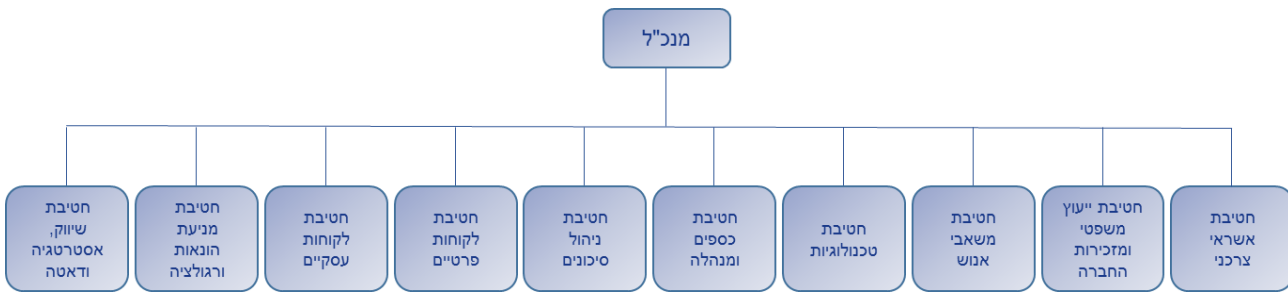 מנכ"ל
חטיבת
אשראי
צרכני
חטיבת ייעוץ
משפטי
ומזכירות
החברה
חטיבת
משאבי
אנוש
חטיבת
טכנולוגיות
חטיבת
כספים
ומנהלה
חטיבת
ניהול
סיכונים
חטיבת
לקוחות
פרטיים
חטיבת
לקוחות
עסקיים
חטיבת
מניעת
הונאות
ורגולציה
חטיבת
שיווק,
אסטרטגיה
ודאטה